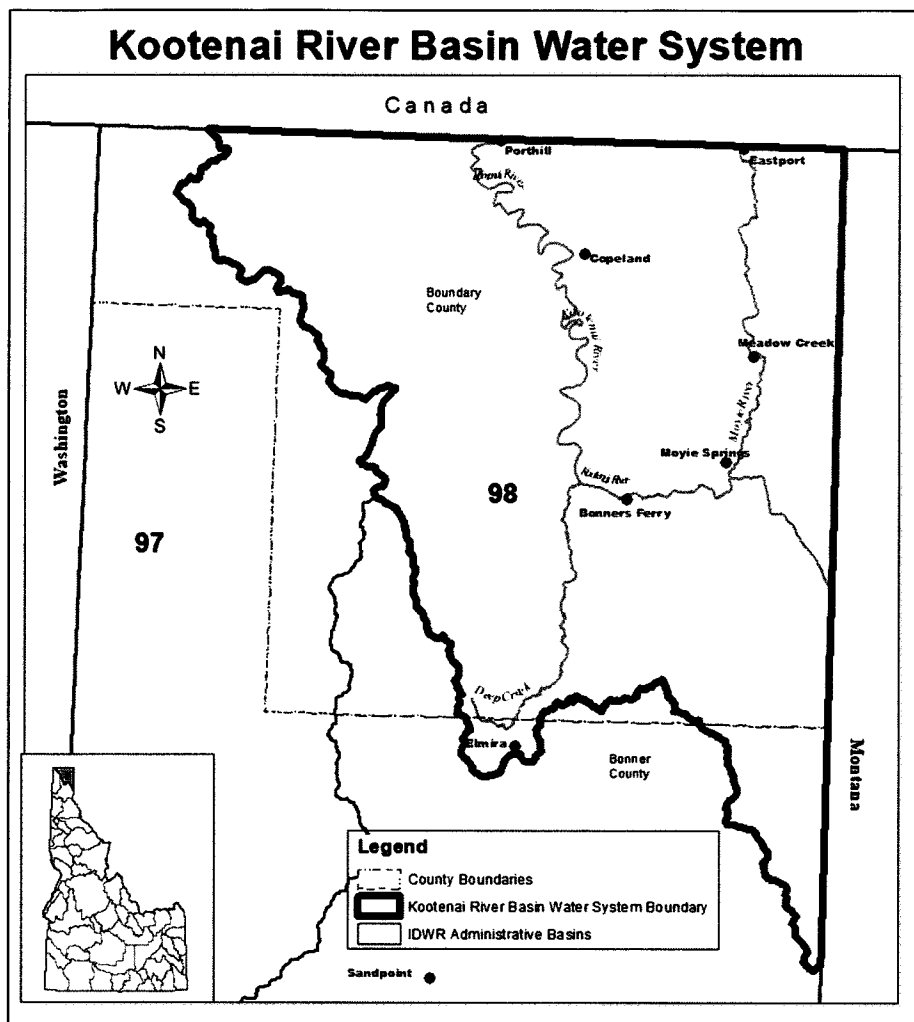 Kootenai River Basin Water System
Canada
Porthill
Eastport
Copeland
Boundary
County
Meadow Creek
N
W E
S
Washington
Moyie River
Moyie Springs
98
Bonners Ferry
97
Deep Creek
Elmira
Bonner
County
Montana
Legend
County Boundaries
Kootenai River Basin Water System Boundary
IDWR Administrative Basins
Sandpoint